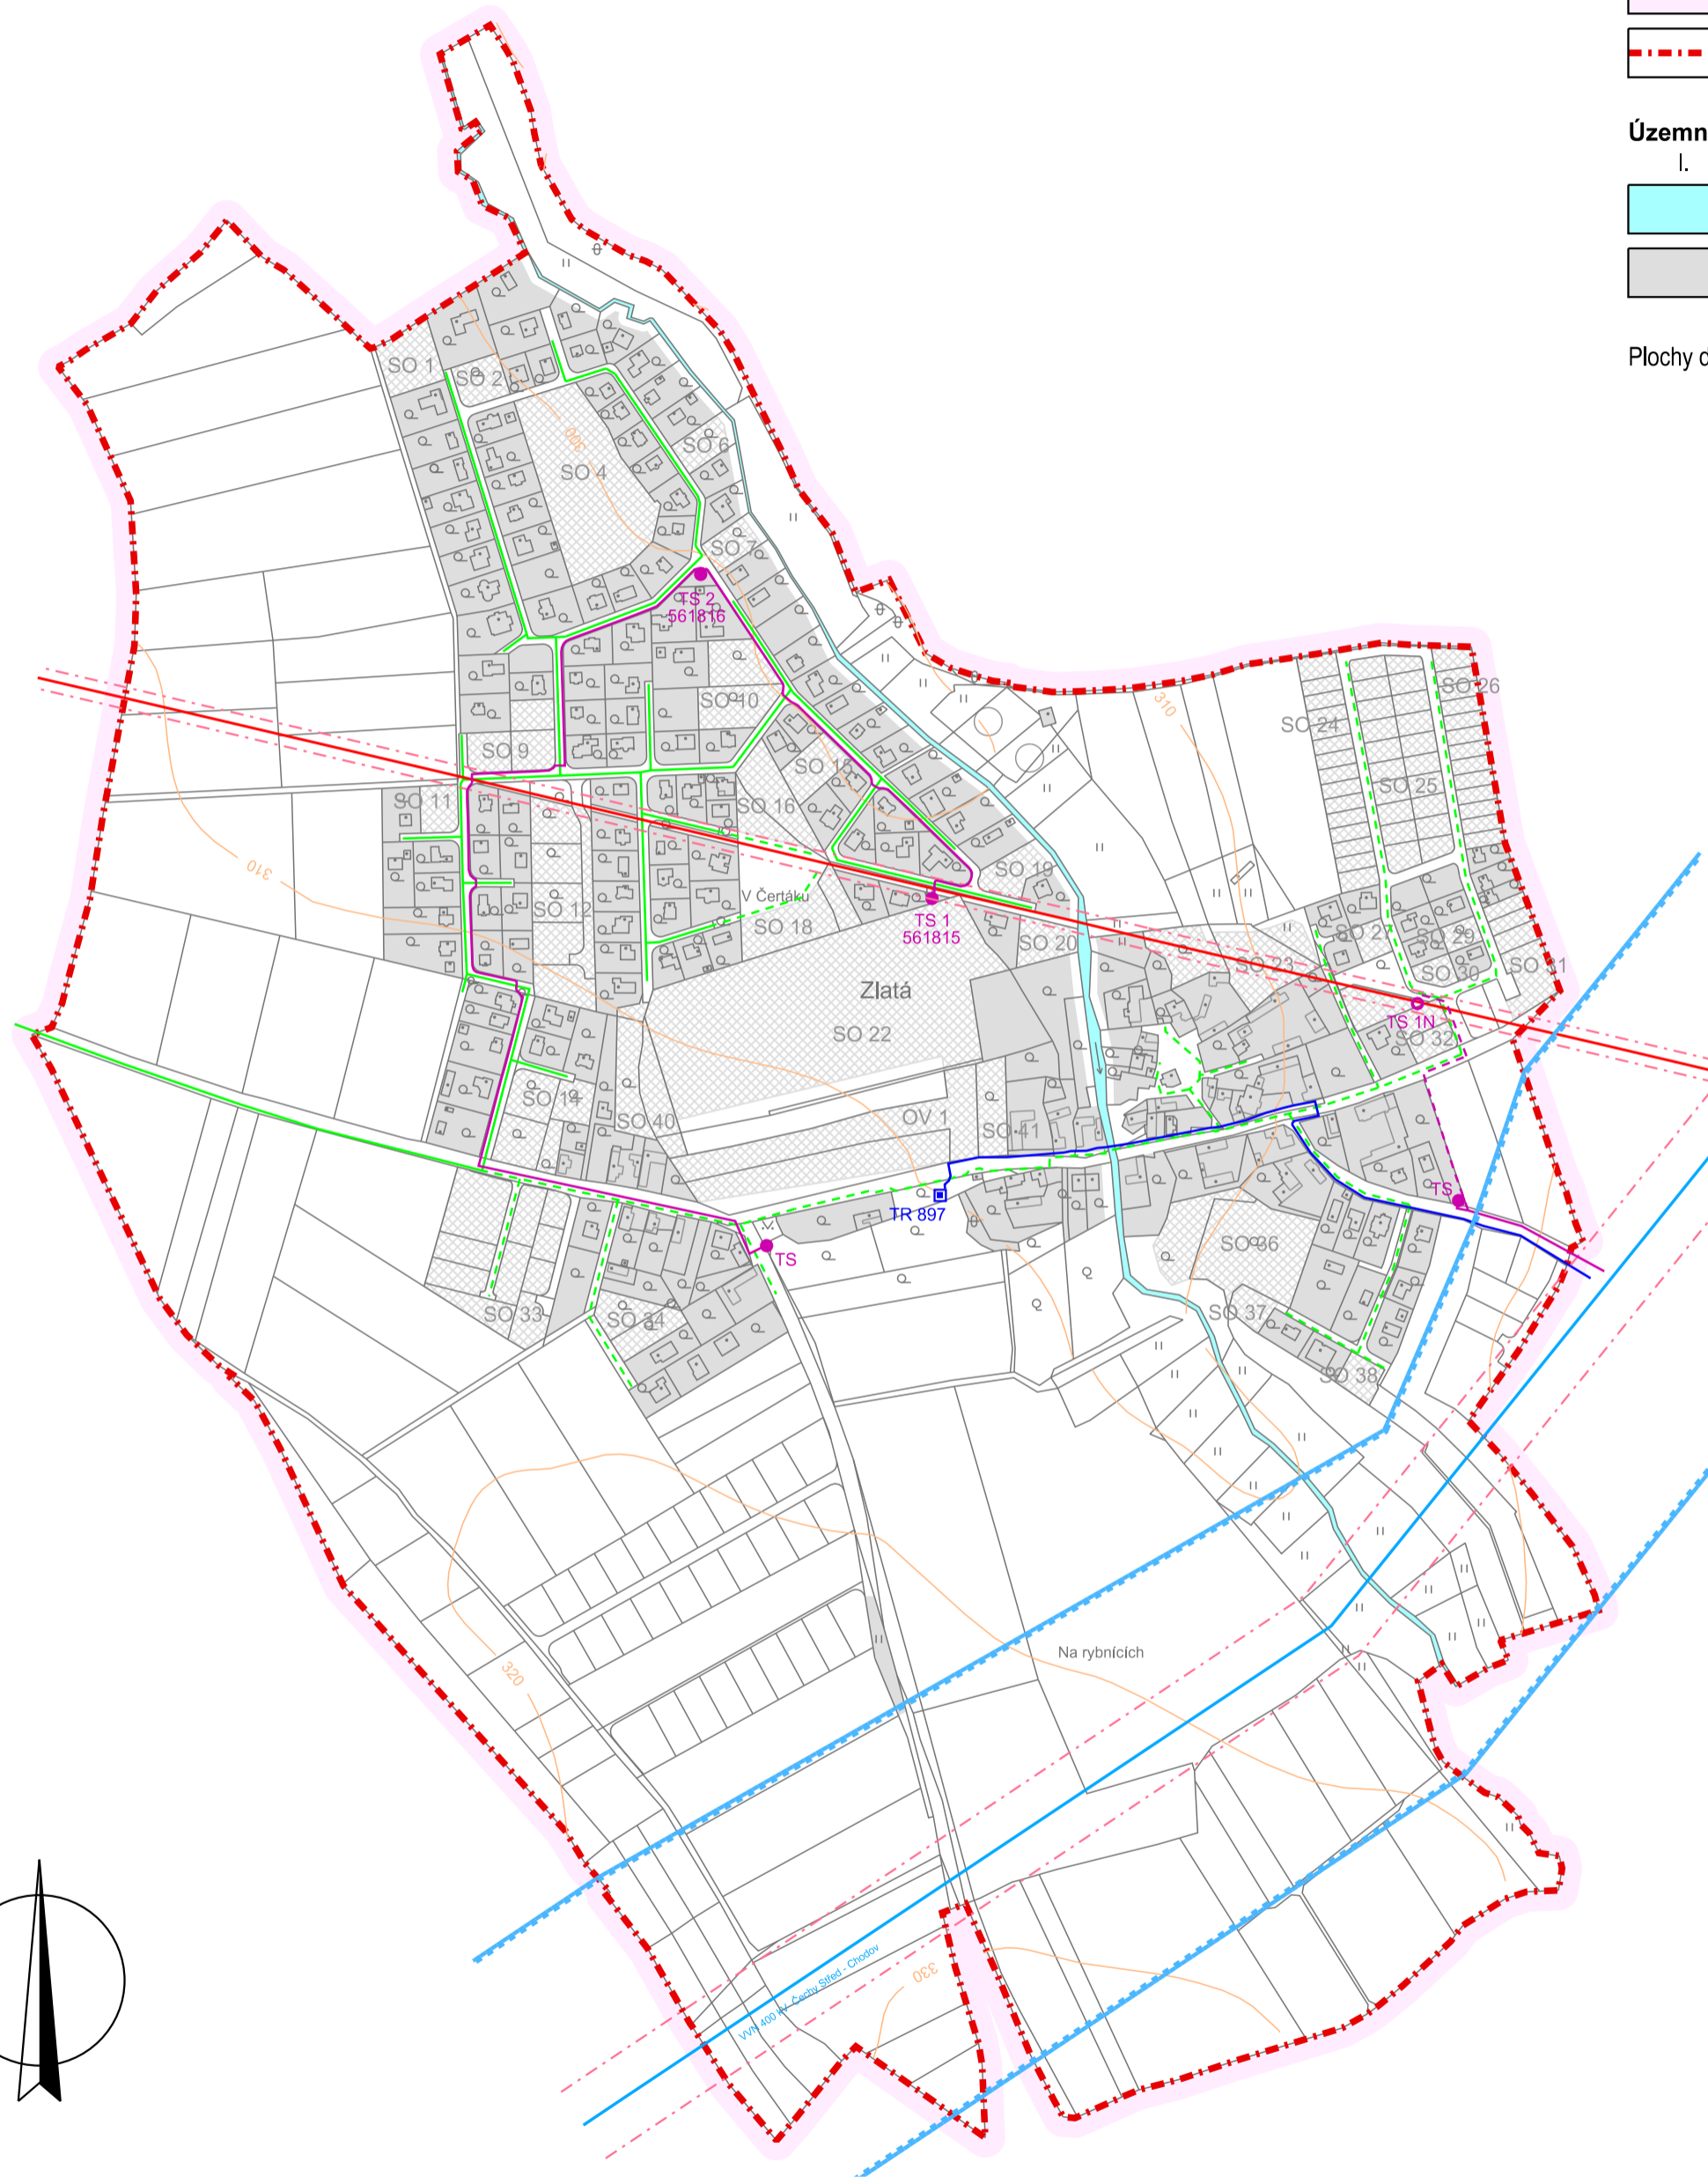 Územn
I.
Plochy d
SO 1
SO 2
300
SO 4
SO 6
SO 7
TS 2
561816
SO 10
SO 9
SO 15
SO 11
SO 16
310
310
SO 24
SO 26
SO 25
SO 12
V Čertáku
SO 18
SO 19
TS 1
561815
SO 20
Zlatá
SO 22
SO 23
SO 27
SO 29
SO 30
SO 31
TS 1N
SO 32
SO 14
SO 40
OV 1
SO 41
TR 897
TS
TS
SO 33
SO 34
SO 36
SO 37
SO 38
Na rybnících
320
330
VVN 400 kV Čechy Střed - Chodov